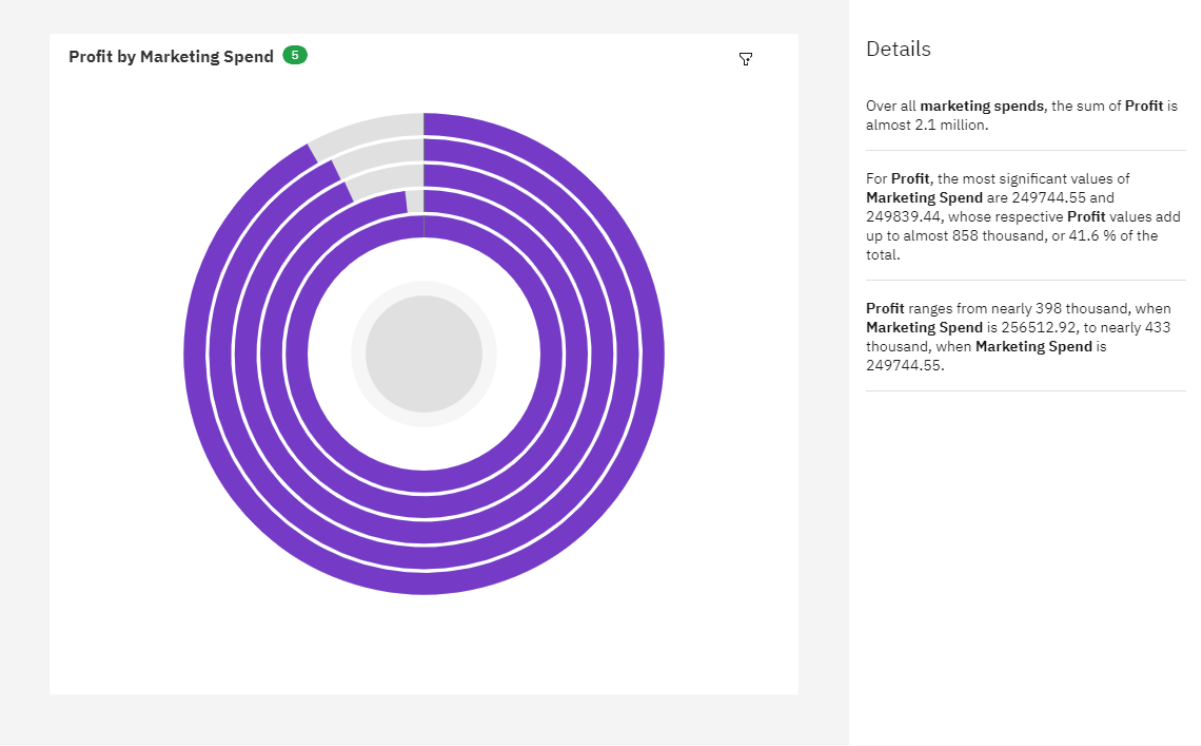 Profit by Marketing Spend 5
Details
Over all marketing spends, the sum of Profit is
almost 2.1 million.
For Profit, the most significant values of
Marketing Spend are 249744.55 and
249839.44, whose respective Profit values add
up to almost 858 thousand, or 41.6 % of the
total.
Profit ranges from nearly 398 thousand, when
Marketing Spend is 256512.92, to nearly 433
thousand, when Marketing Spend is
249744.55.